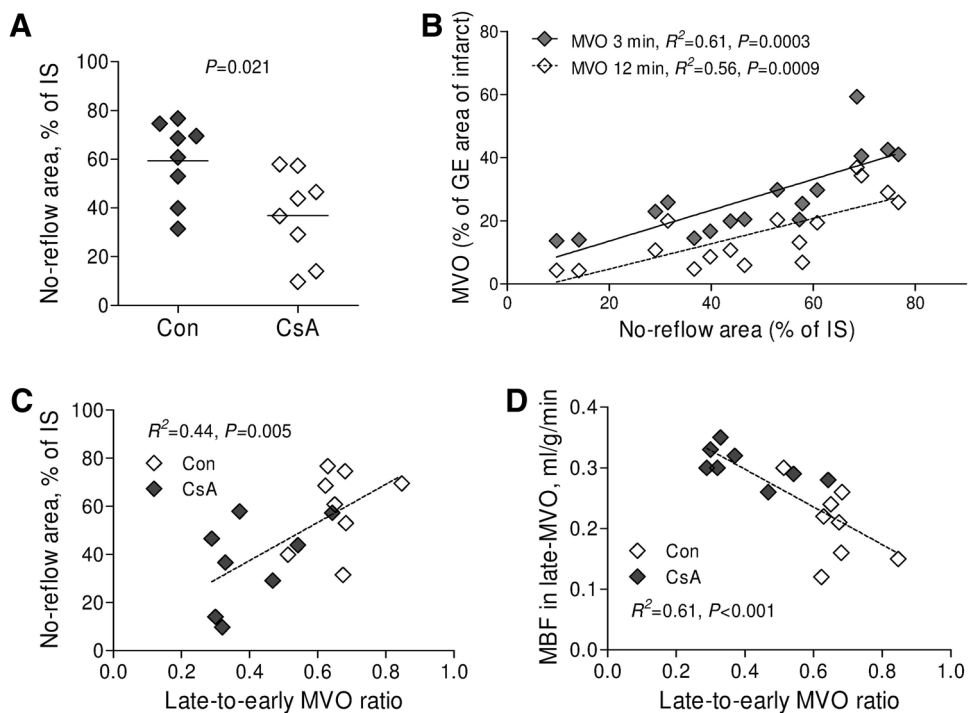 A
No-reflow area, % of IS
100
80
60
40
20
0
P=0.021
Con
CsA
B
MVO (% of GE area of infarct)
80
60
40
20
0
MVO 3 min, R²=0.61, P=0.0003
MVO 12 min, R²=0.56, P=0.0009
0
20
40
60
80
No-reflow area (% of IS)
C
No-reflow area, % of IS
100
80
60
40
20
0
R²=0.44, P=0.005
Con
CsA
0.0
0.2
0.4
0.6
0.8
1.0
Late-to-early MVO ratio
D
MBF in late-MVO, ml/g/min
0.4
0.3
0.2
0.1
0.0
Con
CsA
R²=0.61, P<0.001
0.0
0.2
0.4
0.6
0.8
1.0
Late-to-early MVO ratio